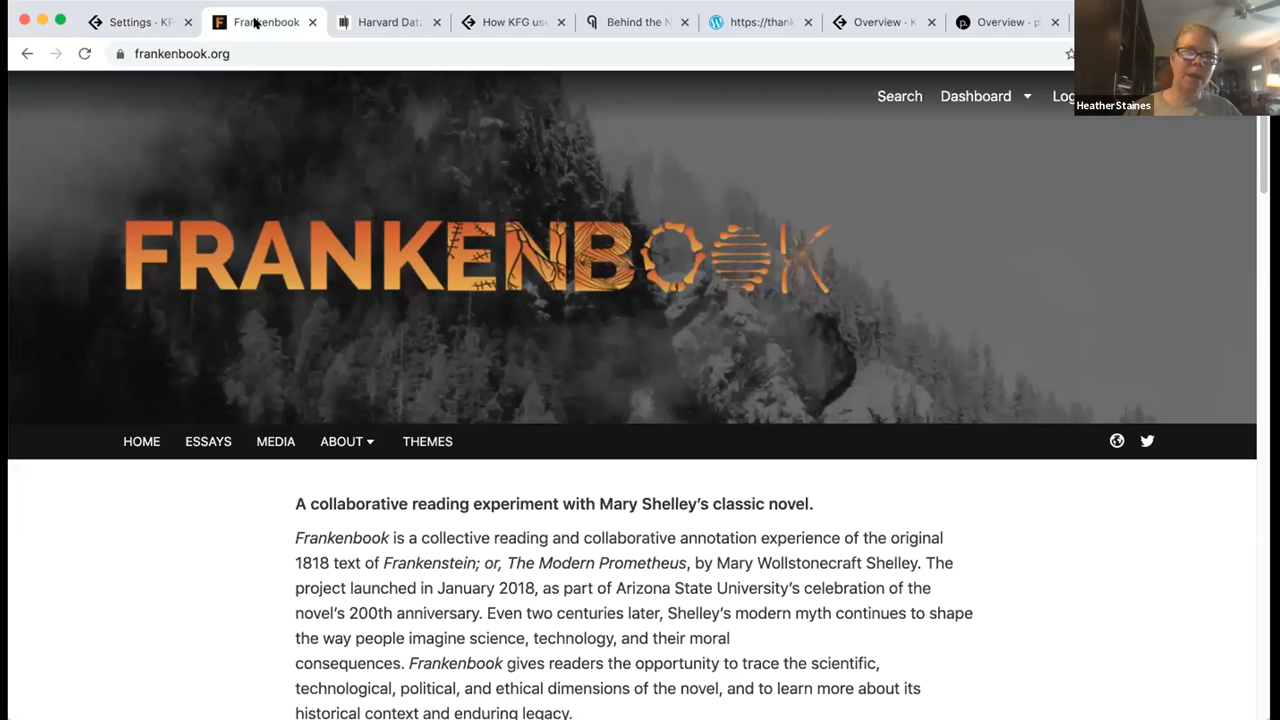 Settings · KF
Frankenbook
Harvard Dat
How KFG us
Behind the N
https://thank
Overview · K
Overview · p
frankenbook.org
Heather Staines
Search Dashboard Log
FRANKENBOOK
HOME ESSAYS MEDIA ABOUT THEMES
A collaborative reading experiment with Mary Shelley’s classic novel.
Frankenbook is a collective reading and collaborative annotation experience of the original
1818 text of Frankenstein; or, The Modern Prometheus, by Mary Wollstonecraft Shelley. The
project launched in January 2018, as part of Arizona State University’s celebration of the
novel’s 200th anniversary. Even two centuries later, Shelley’s modern myth continues to shape
the way people imagine science, technology, and their moral
consequences. Frankenbook gives readers the opportunity to trace the scientific,
technological, political, and ethical dimensions of the novel, and to learn more about its
historical context and enduring legacy.